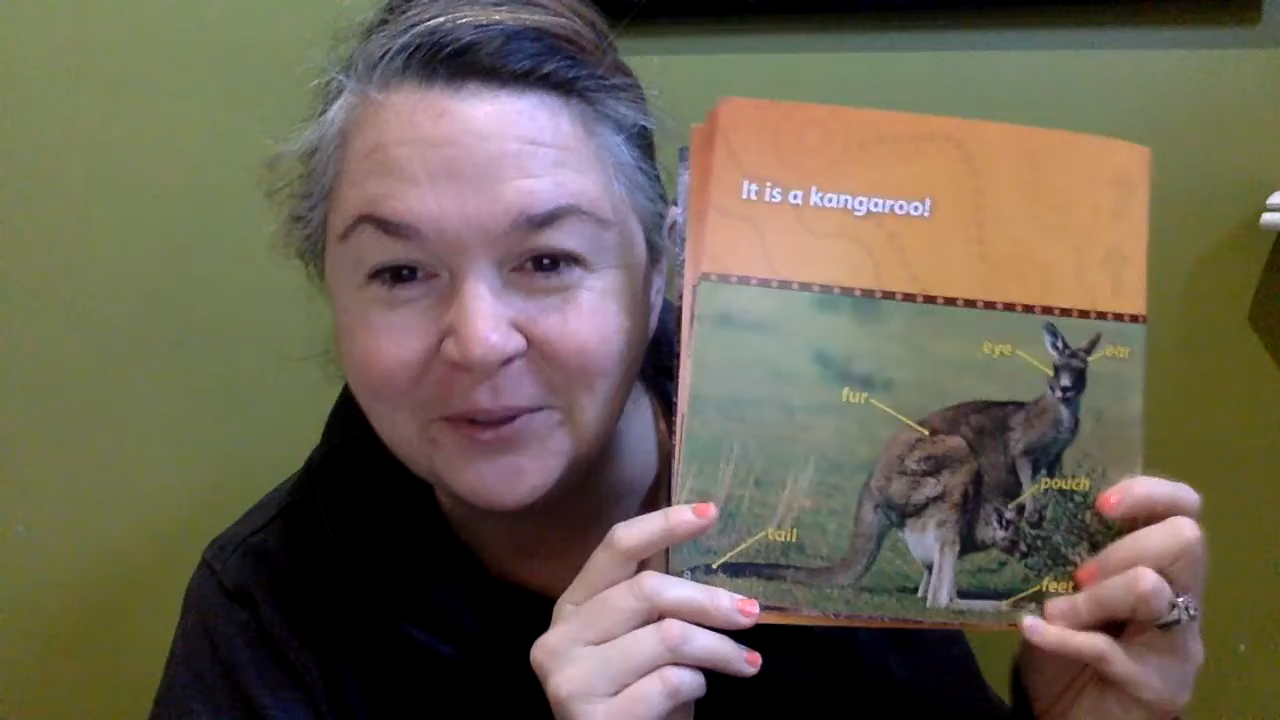 It is a kangaroo!
eye
ear
fur
pouch
tail
feet